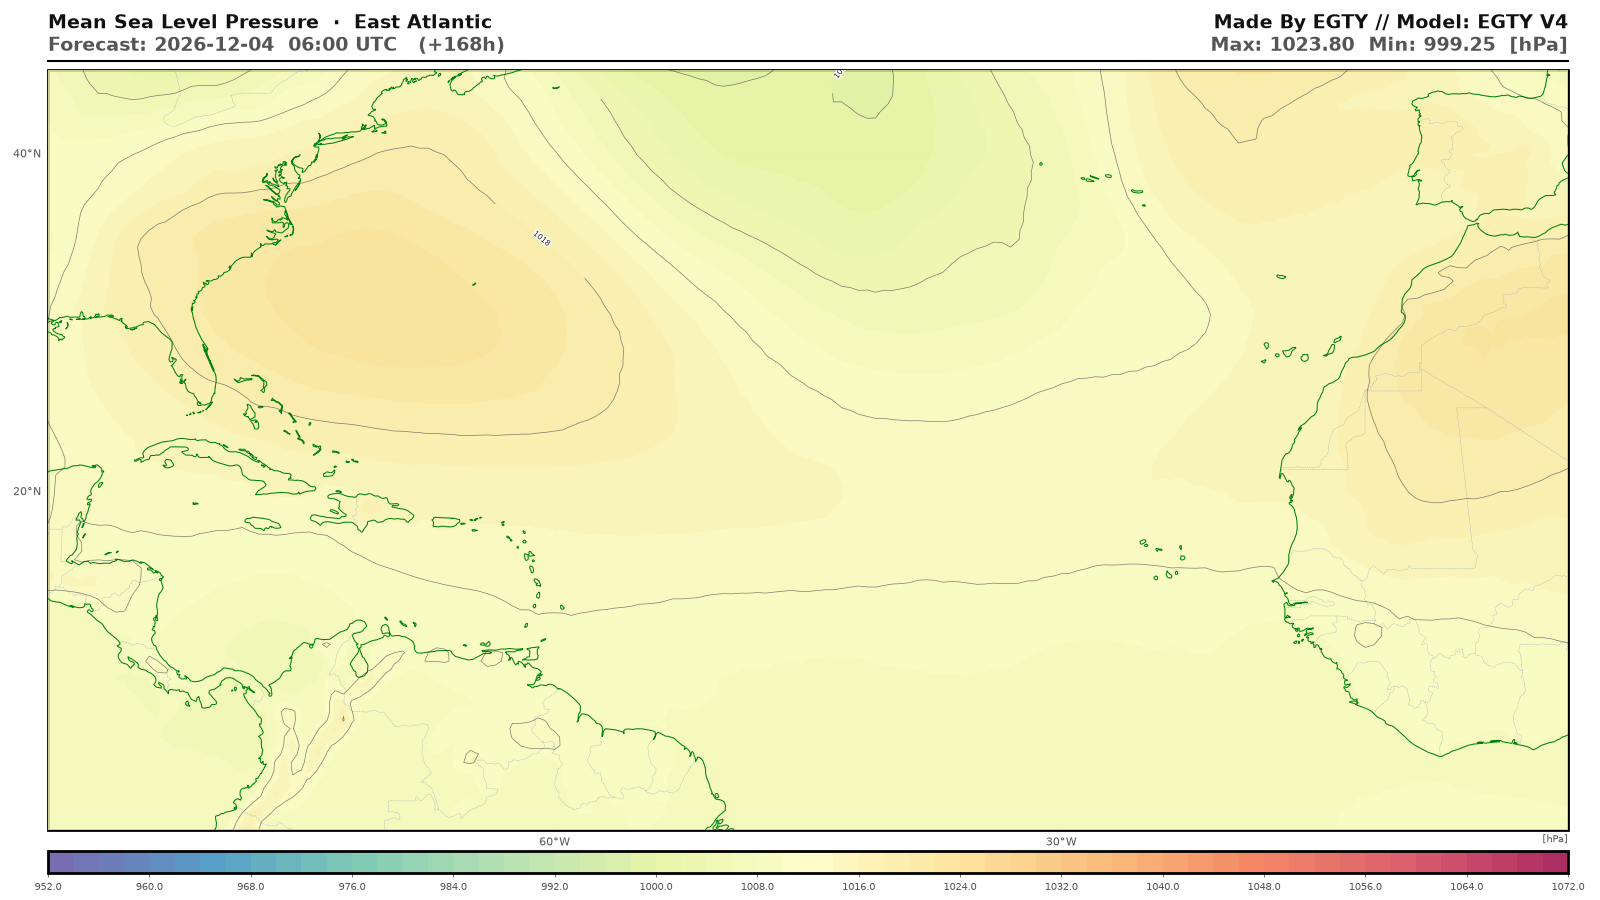 Mean Sea Level Pressure · East Atlantic
Made By EGTY // Model: EGTY V4
Forecast: 2026-12-04 06:00 UTC (+168h)
Max: 1023.80 Min: 999.25 [hPa]
40°N
1018
20°N
60°W
30°W
[hPa]
952.0 960.0 968.0 976.0 984.0 992.0 1000.0 1008.0 1016.0 1024.0 1032.0 1040.0 1048.0 1056.0 1064.0 1072.0